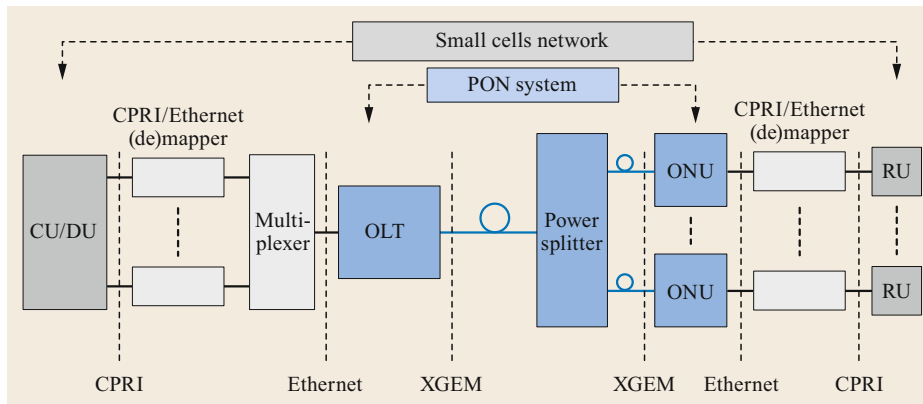 Small cells network
PON system
CPRI/Ethernet
(de)mapper
CPRI/Ethernet
(de)mapper
CU/DU
Multi-
plexer
OLT
Power
splitter
ONU
RU
ONU
RU
CPRI
Ethernet
XGEM
XGEM
Ethernet
CPRI